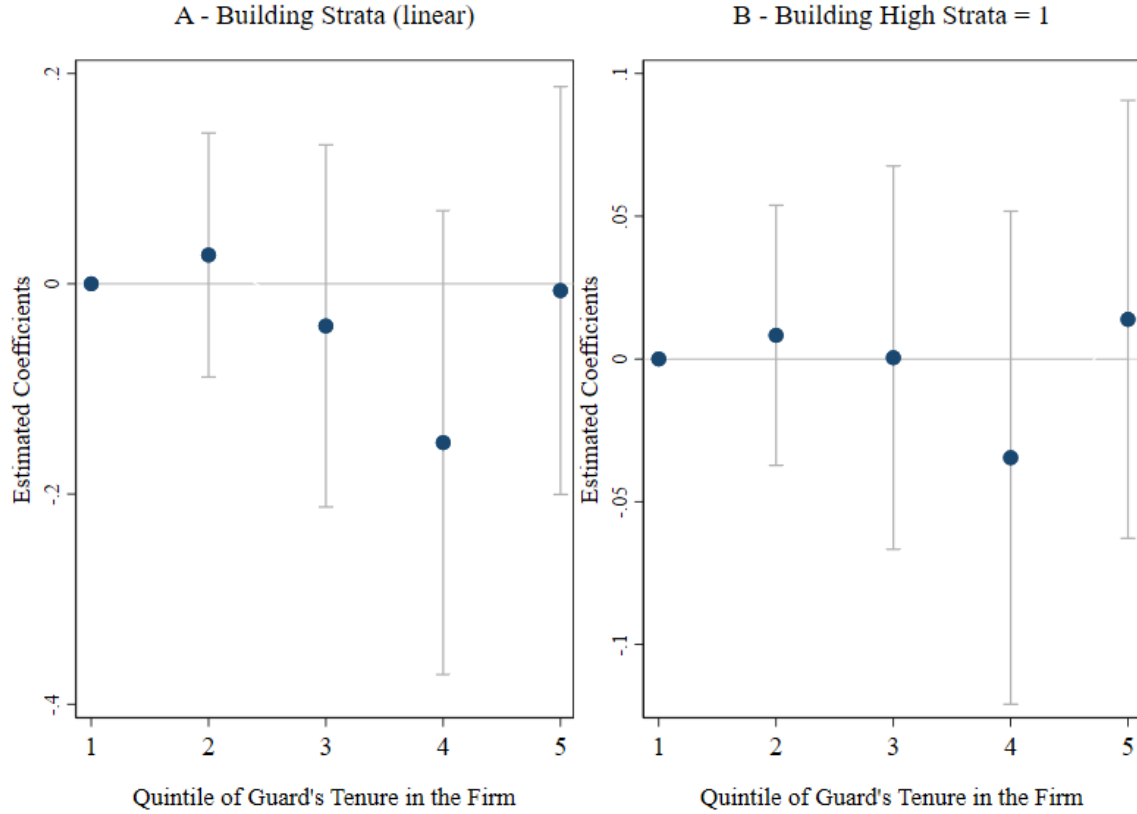 A - Building Strata (linear)
Estimated Coefficients
.2
0
-.2
-.4
1 2 3 4 5
Quintile of Guard's Tenure in the Firm
B - Building High Strata = 1
Estimated Coefficients
.1
.05
0
-.05
-.1
1 2 3 4 5
Quintile of Guard's Tenure in the Firm